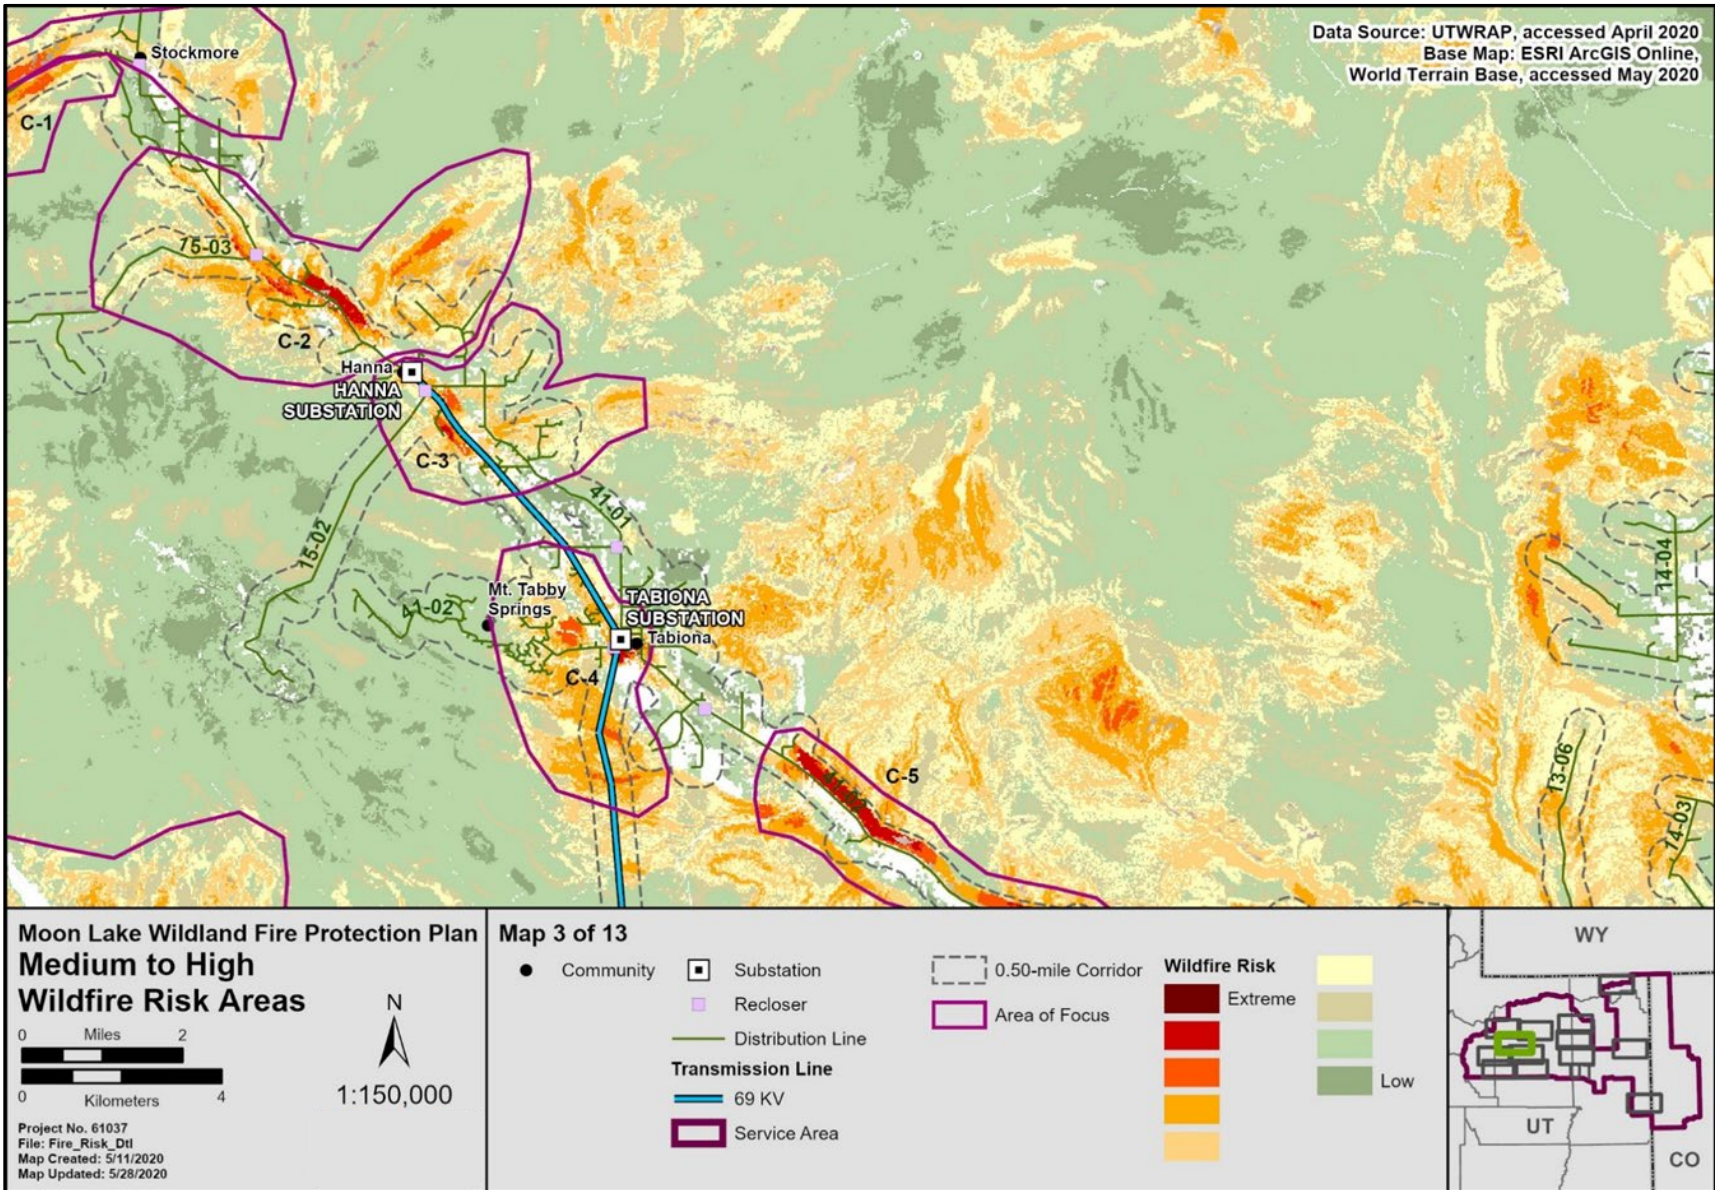 Data Source: UTWRAP, accessed April 2020
Base Map: ESRI ArcGIS Online,
World Terrain Base, accessed May 2020
Stockmore
C-1
15-03
C-2
Hanna
HANNA
SUBSTATION
C-3
41-01
15-02
Mt. Tabby
Springs
41-02
TABIONA
SUBSTATION
Tabiona
C-4
C-5
14-04
13-06
14-03
Moon Lake Wildland Fire Protection Plan
Medium to High
Wildfire Risk Areas
0 Miles 2
0 Kilometers 4
N
1:150,000
Project No. 61037
File: Fire_Risk_Dtl
Map Created: 5/11/2020
Map Updated: 5/28/2020
Map 3 of 13
Community
Substation
Recloser
Distribution Line
Transmission Line
69 KV
Service Area
0.50-mile Corridor
Area of Focus
Wildfire Risk
Extreme
Low
WY
UT
CO